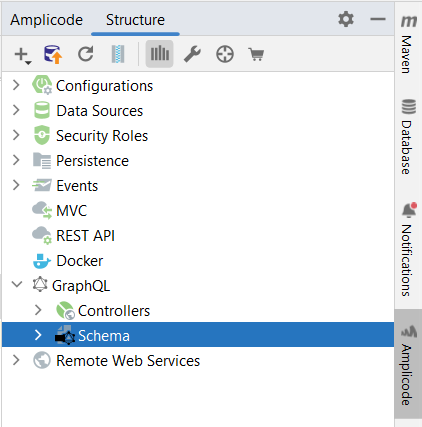 Amplicode Structure
Configurations
Data Sources
Security Roles
Persistence
Events
MVC
REST API
Docker
GraphQL
Controllers
Schema
Remote Web Services
Maven
Database
Notifications
Amplicode